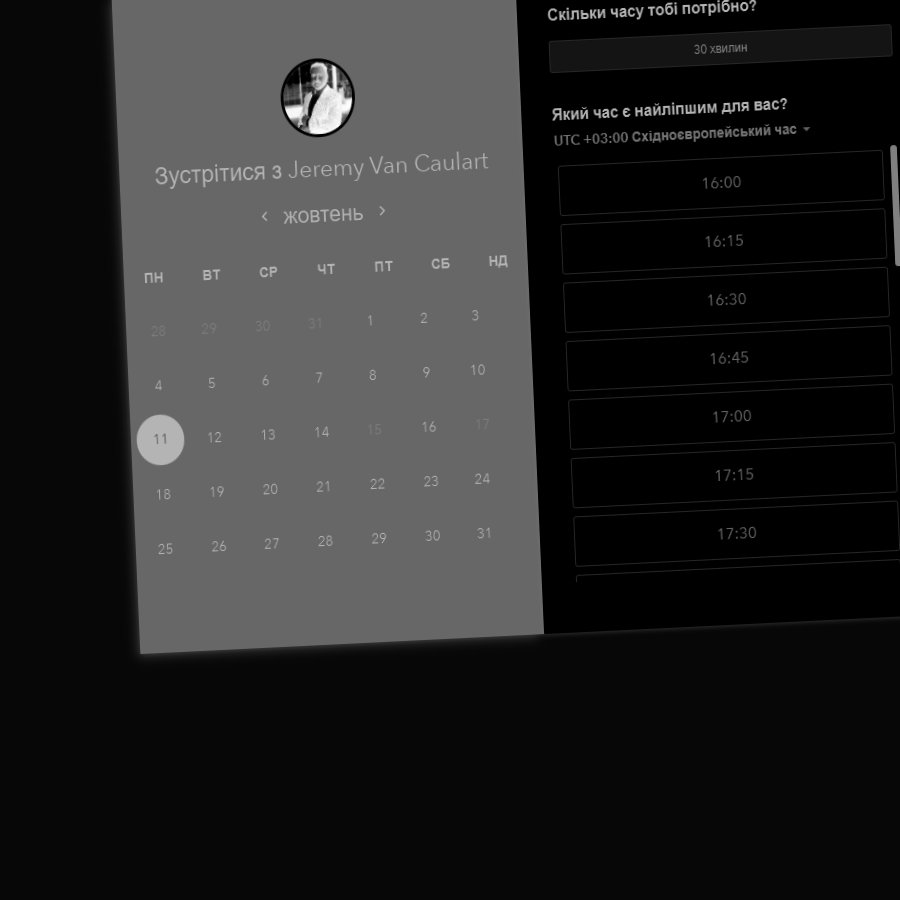 Зустрітися з Jeremy Van Caulart
‹ жовтень ›
ПН ВТ СР ЧТ ПТ СБ НД
28 29 30 31 1 2 3
4 5 6 7 8 9 10
11 12 13 14 15 16 17
18 19 20 21 22 23 24
25 26 27 28 29 30 31
Скільки часу тобі потрібно?
30 хвилин
Який час є найліпшим для вас?
UTC +03:00 Східноєвропейський час
16:00
16:15
16:30
16:45
17:00
17:15
17:30